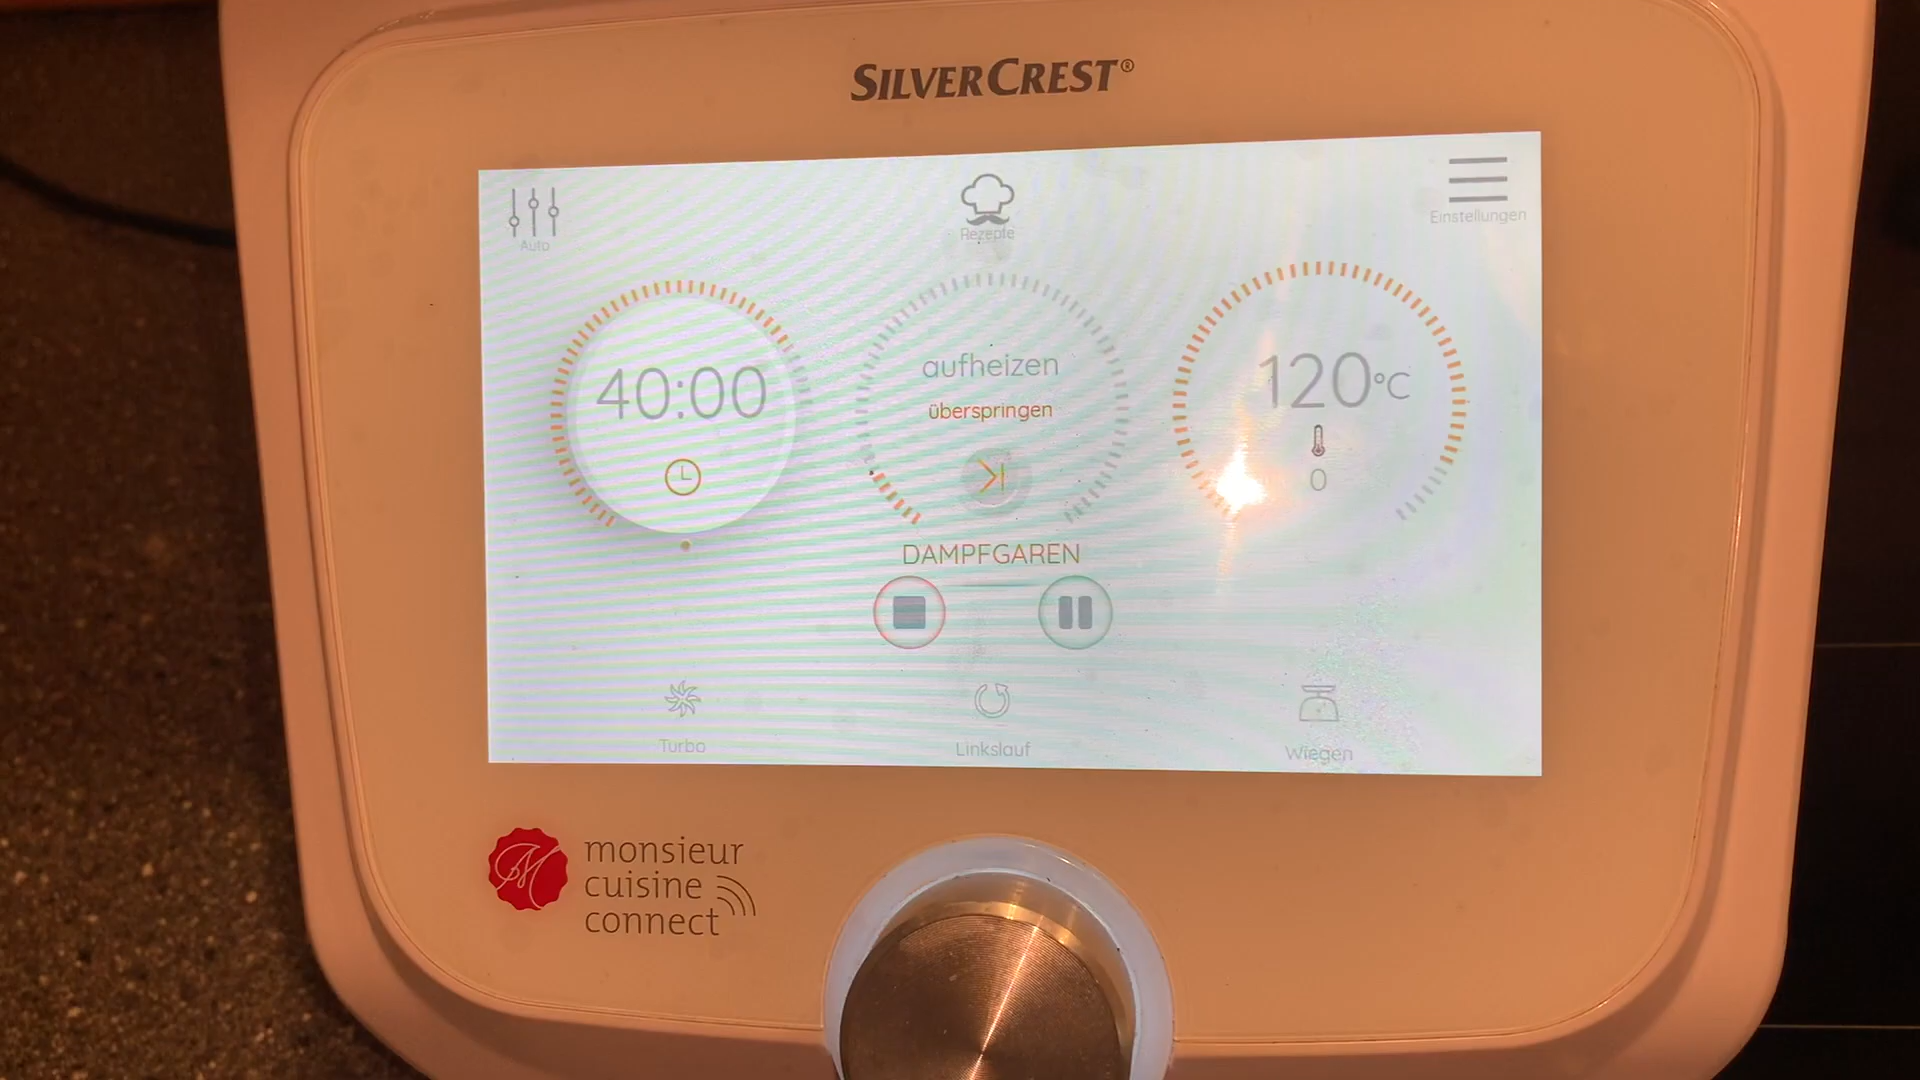 SILVERCREST®
Auto
Rezepte
Einstellungen
40:00
aufheizen
überspringen
120°C
0
DAMPFGAREN
Turbo
Linkslauf
Wiegen
monsieur
cuisine
connect